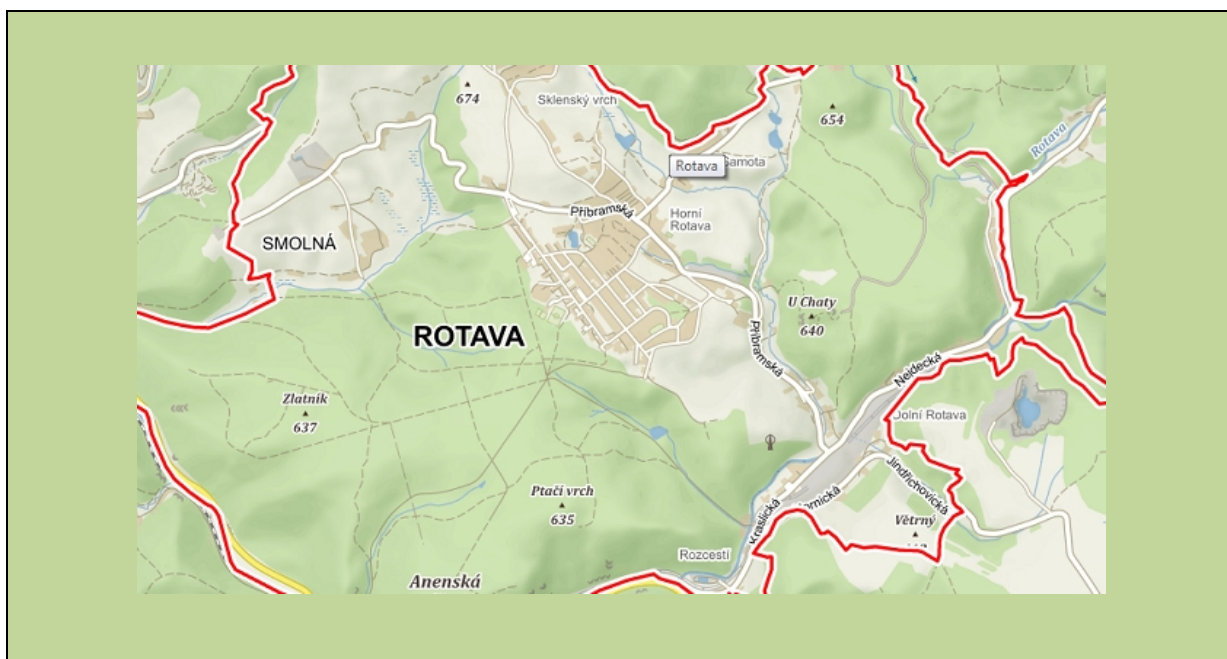 674
Sklenský vrch
654
Rotava
Rotava
Samota
Příbramská
Horní
Rotava
SMOLNÁ
U Chaty
640
ROTAVA
Příbramská
Nejdecká
Zlatník
637
Dolní Rotava
Jindřichovická
Ptačí vrch
635
Kraslická
Větrný
Rozcestí
Anenská